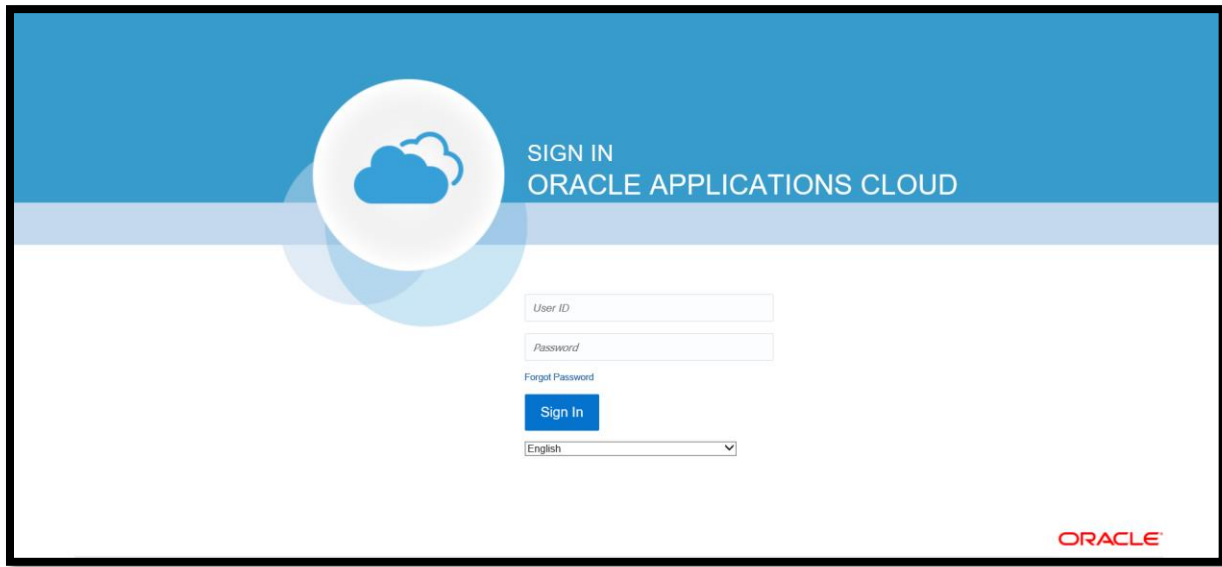 SIGN IN
ORACLE APPLICATIONS CLOUD
User ID
Password
Forgot Password
Sign In
English
ORACLE